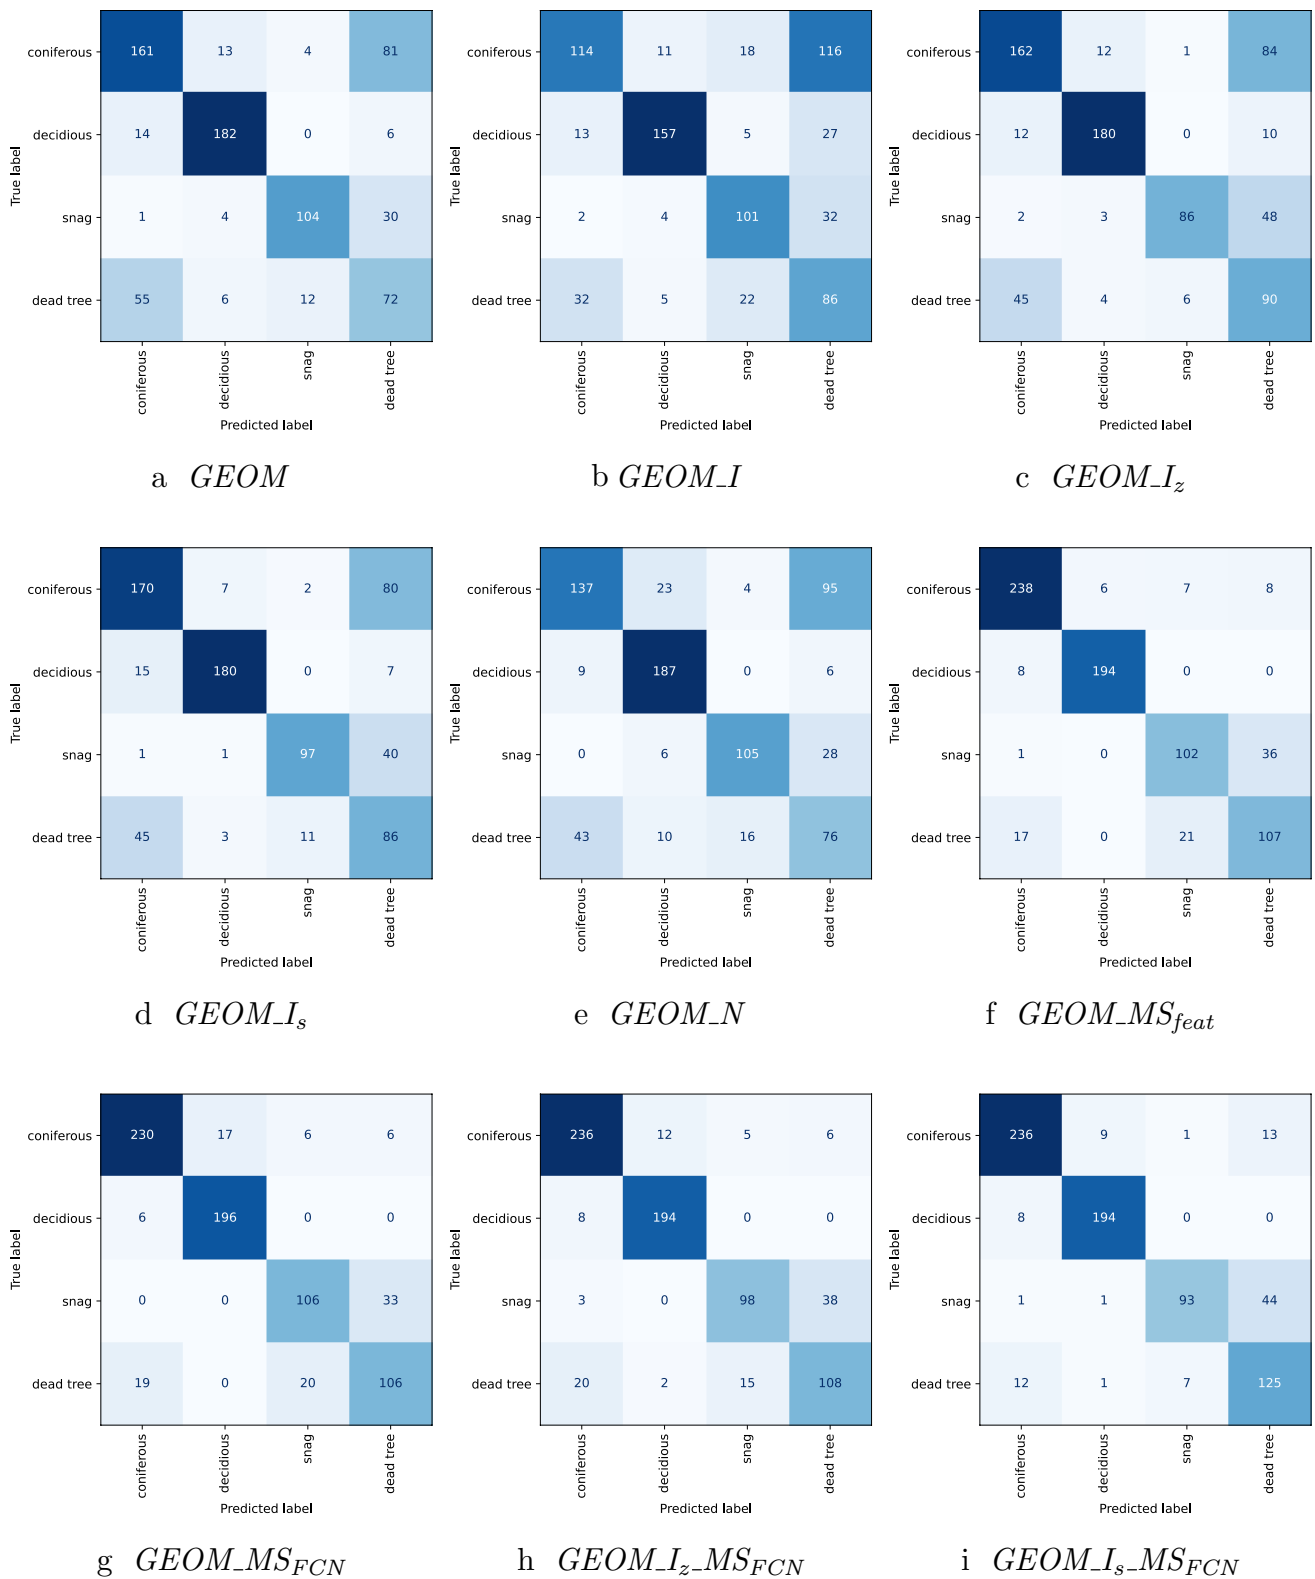 coniferous 161 13 4 81 coniferous 114 11 18 116 coniferous 162 12 1 84
decidious 14 182 0 6 decidious 13 157 5 27 decidious 12 180 0 10
True label True label True label
snag 1 4 104 30 snag 2 4 101 32 snag 2 3 86 48
dead tree 55 6 12 72 dead tree 32 5 22 86 dead tree 45 4 6 90
coniferous decidious snag dead tree coniferous decidious snag dead tree coniferous decidious snag dead tree
Predicted label Predicted label Predicted label
a GEOM b GEOM_I c GEOM_I_z
coniferous 170 7 2 80 coniferous 137 23 4 95 coniferous 238 6 7 8
decidious 15 180 0 7 decidious 9 187 0 6 decidious 8 194 0 0
True label True label True label
snag 1 1 97 40 snag 0 6 105 28 snag 1 0 102 36
dead tree 45 3 11 86 dead tree 43 10 16 76 dead tree 17 0 21 107
coniferous decidious snag dead tree coniferous decidious snag dead tree coniferous decidious snag dead tree
Predicted label Predicted label Predicted label
d GEOM_I_s e GEOM_N f GEOM_MS_feat
coniferous 230 17 6 6 coniferous 236 12 5 6 coniferous 236 9 1 13
decidious 6 196 0 0 decidious 8 194 0 0 decidious 8 194 0 0
True label True label True label
snag 0 0 106 33 snag 3 0 98 38 snag 1 1 93 44
dead tree 19 0 20 106 dead tree 20 2 15 108 dead tree 12 1 7 125
coniferous decidious snag dead tree coniferous decidious snag dead tree coniferous decidious snag dead tree
Predicted label Predicted label Predicted label
g GEOM_MS_FCN h GEOM_I_z_MS_FCN i GEOM_I_s_MS_FCN